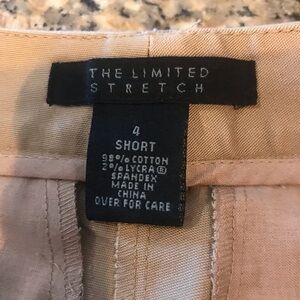 THE LIMITED
STRETCH
4
SHORT
98% COTTON
2% LYCRA®
SPANDEX
MADE IN
CHINA
OVER FOR CARE